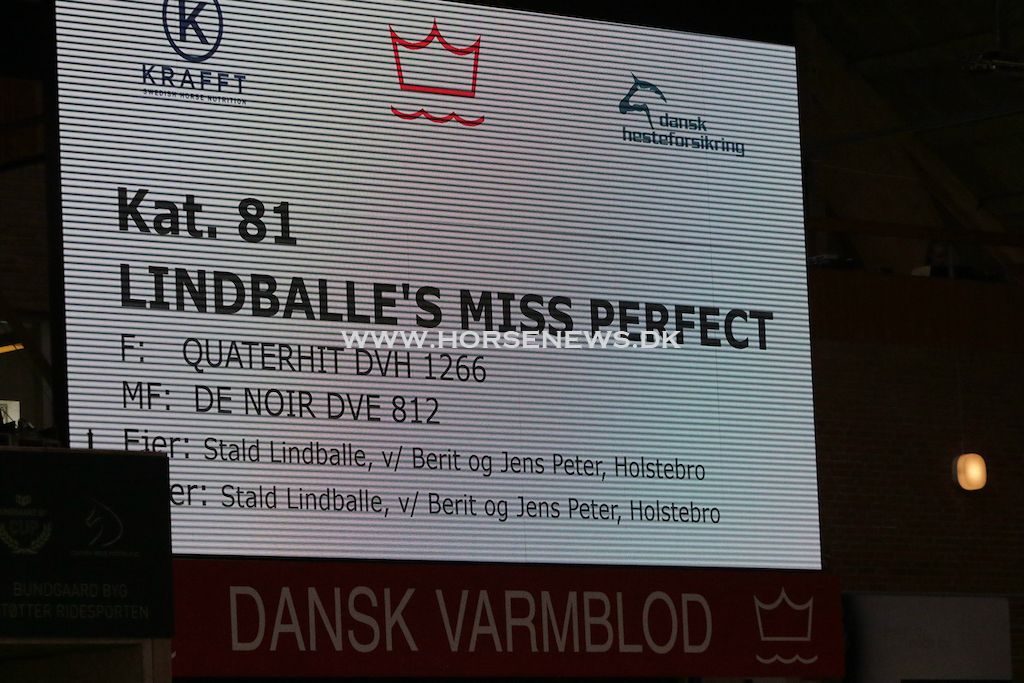 K
KRAFFT
SWEDISH HORSE NUTRITION
dansk
hesteforsikring
Kat. 81
LINDBALLE'S MISS PERFECT
WWW.HORSENEWS.DK
F: QUATERHIT DVH 1266
MF: DE NOIR DVE 812
Ejer: Stald Lindballe, v/ Berit og Jens Peter, Holstebro
er: Stald Lindballe, v/ Berit og Jens Peter, Holstebro
CUP
BUNDGAARD BYG
STØTTER RIDESPORTEN
DANSK VARMBLOD